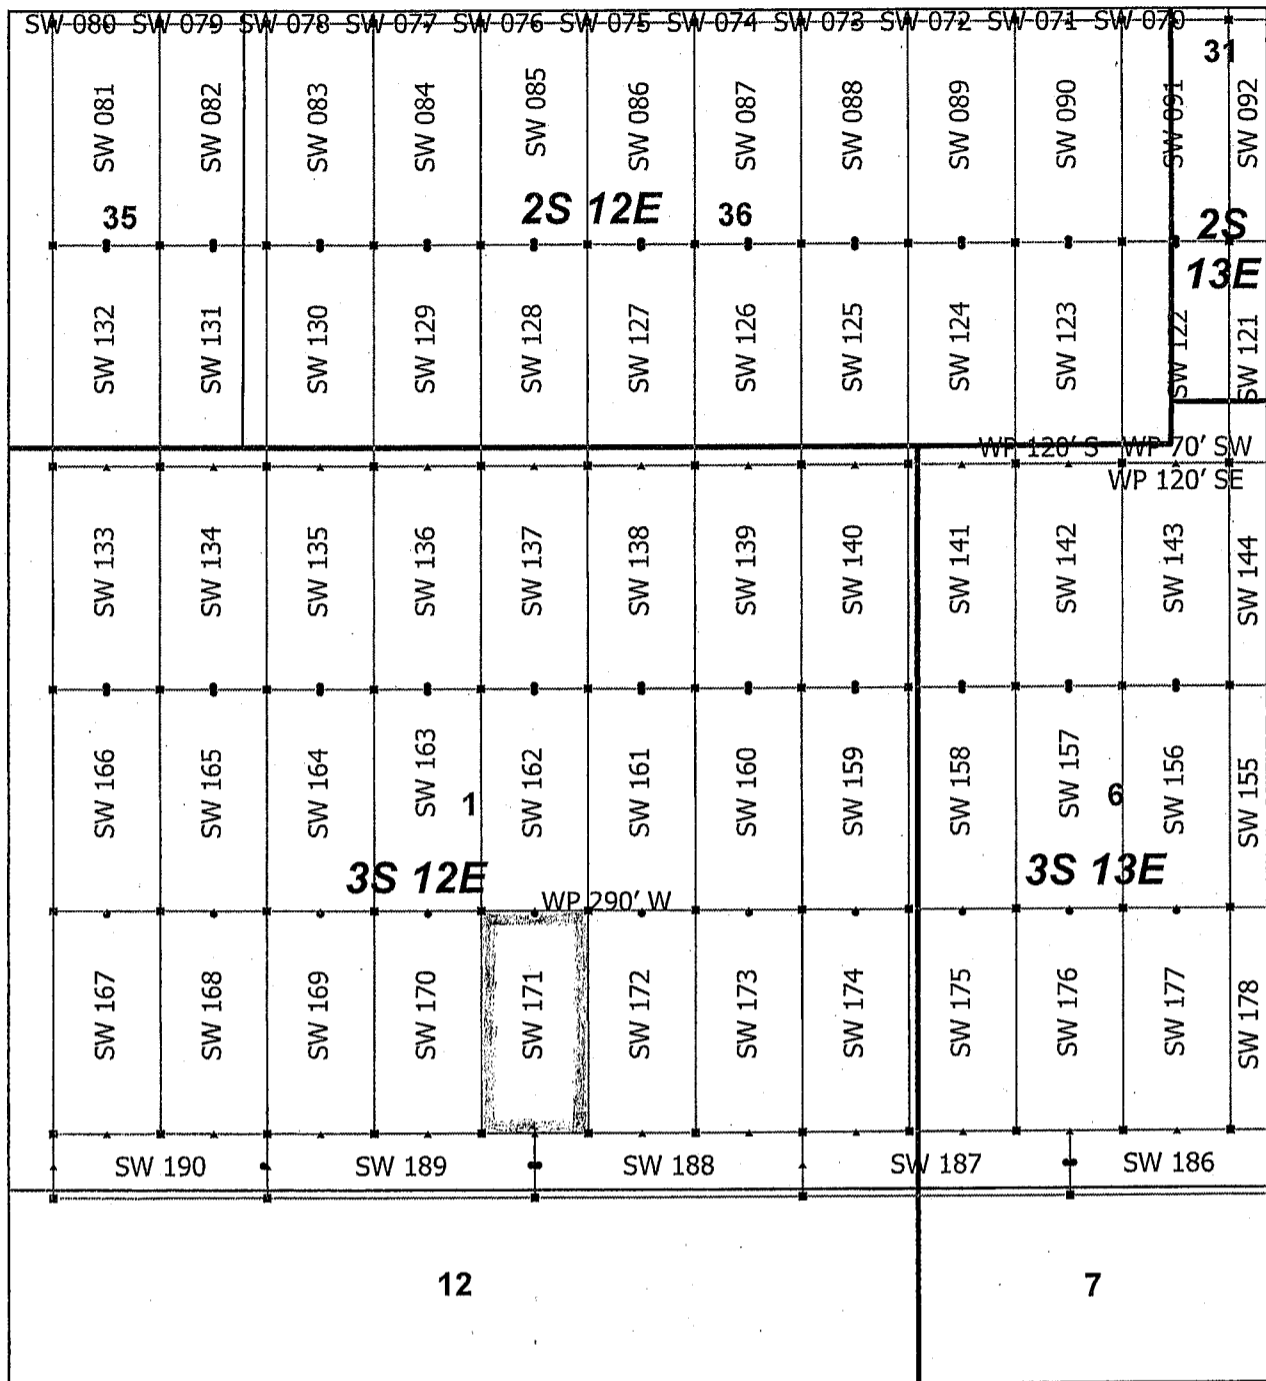 SW 080 SW 079 SW 078 SW 077 SW 076 SW 075 SW 074 SW 073 SW 072 SW 071 SW 070
31
SW 081 SW 082 SW 083 SW 084 SW 085 SW 086 SW 087 SW 088 SW 089 SW 090 SW 091 SW 092
35 2S 12E 36 2S
13E
SW 132 SW 131 SW 130 SW 129 SW 128 SW 127 SW 126 SW 125 SW 124 SW 123 SW 122 SW 121
WP 120' S WP 70' SW
WP 120' SE
SW 133 SW 134 SW 135 SW 136 SW 137 SW 138 SW 139 SW 140 SW 141 SW 142 SW 143 SW 144
SW 166 SW 165 SW 164 SW 163 SW 162 SW 161 SW 160 SW 159 SW 158 SW 157 SW 156 SW 155
1 6
3S 12E 3S 13E
WP 290' W
SW 167 SW 168 SW 169 SW 170 SW 171 SW 172 SW 173 SW 174 SW 175 SW 176 SW 177 SW 178
SW 190 SW 189 SW 188 SW 187 SW 186
12 7